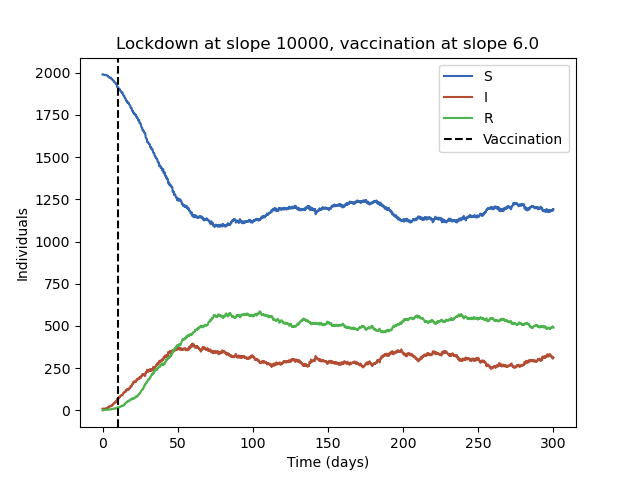 Lockdown at slope 10000, vaccination at slope 6.0
S
I
R
Vaccination
Individuals
2000
1750
1500
1250
1000
750
500
250
0
0 50 100 150 200 250 300
Time (days)